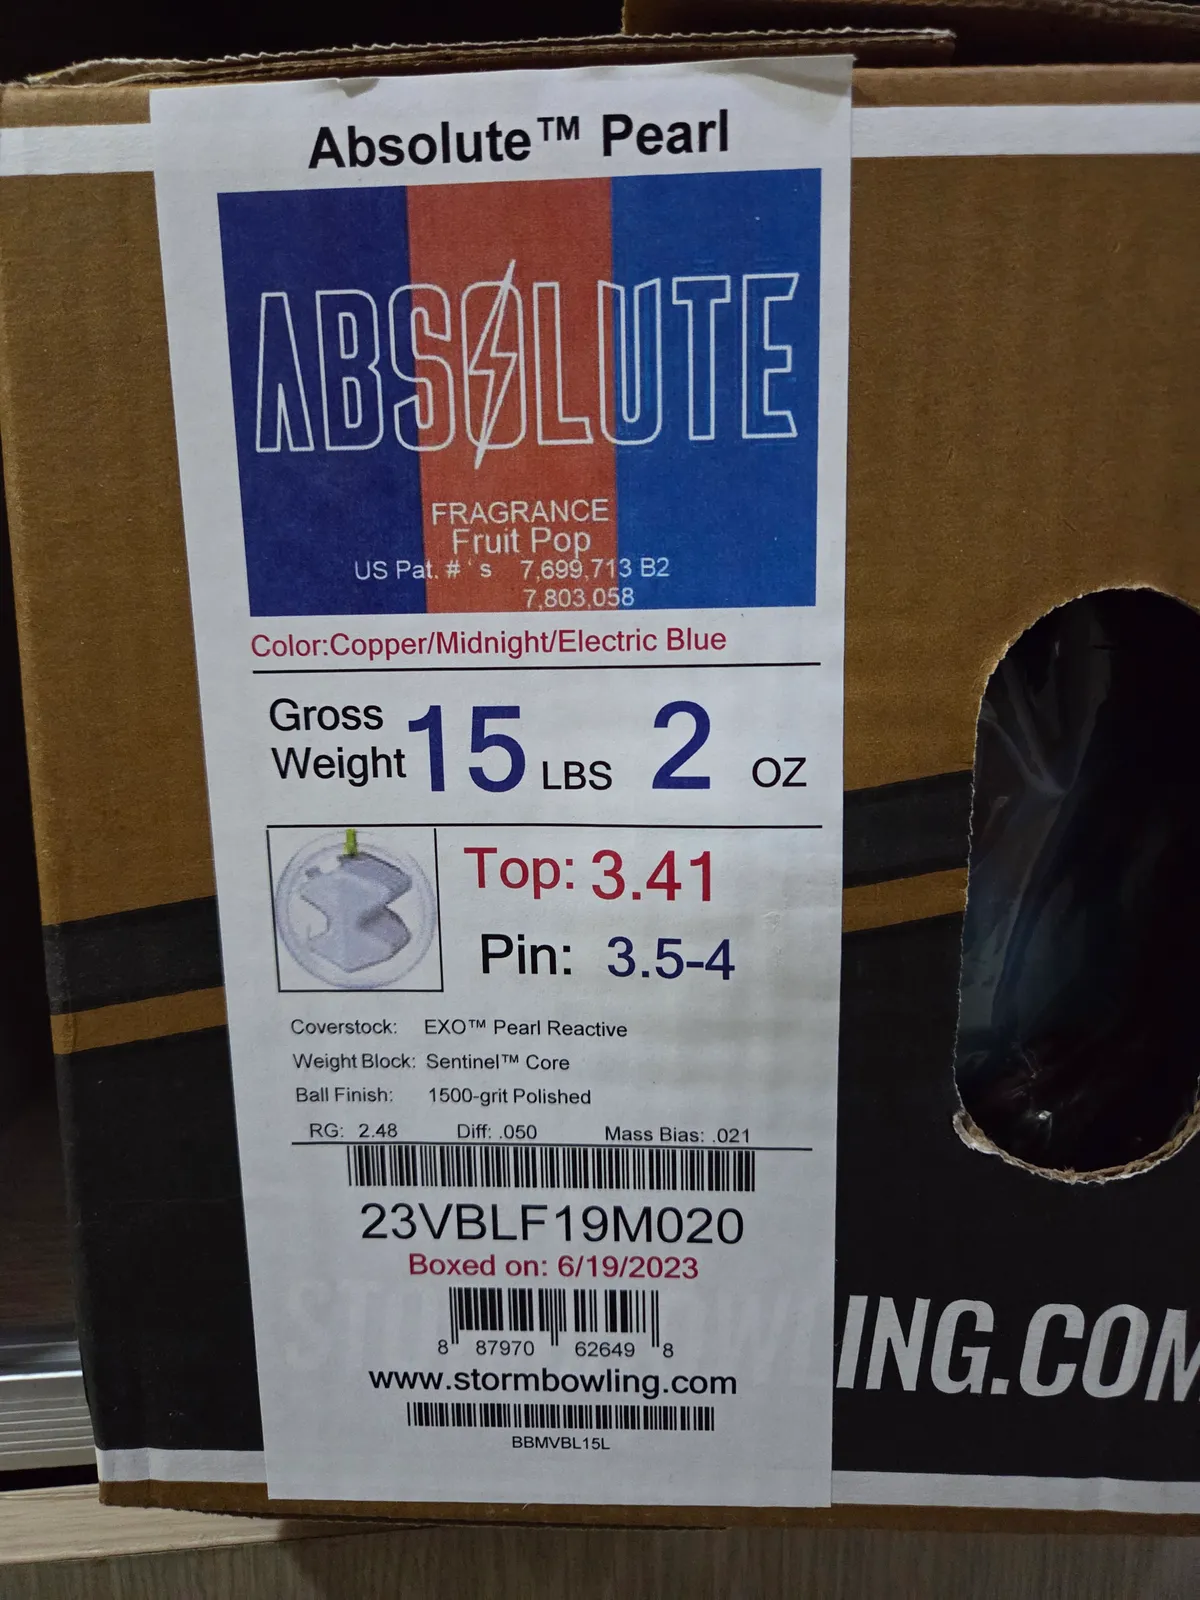 Absolute™ Pearl
ABSOLUTE
FRAGRANCE
Fruit Pop
US Pat. #'s 7,699,713 B2
7,803,058
Color:Copper/Midnight/Electric Blue
Gross Weight 15 LBS 2 OZ
Top: 3.41
Pin: 3.5-4
Coverstock: EXO™ Pearl Reactive
Weight Block: Sentinel™ Core
Ball Finish: 1500-grit Polished
RG: 2.48 Diff: .050 Mass Bias: .021
23VBLF19M020
Boxed on: 6/19/2023
8 87970 62649 8
www.stormbowling.com
BBMVBL15L
ING.COM